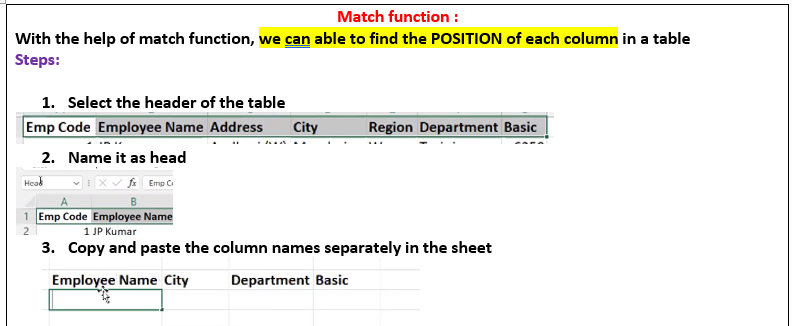 Match function :
With the help of match function, we can able to find the POSITION of each column in a table
Steps:
1. Select the header of the table
Emp Code Employee Name Address City Region Department Basic
2. Name it as head
Head fx Emp C
A B
1 Emp Code Employee Name
2 1 JP Kumar
3. Copy and paste the column names separately in the sheet
Employee Name City Department Basic